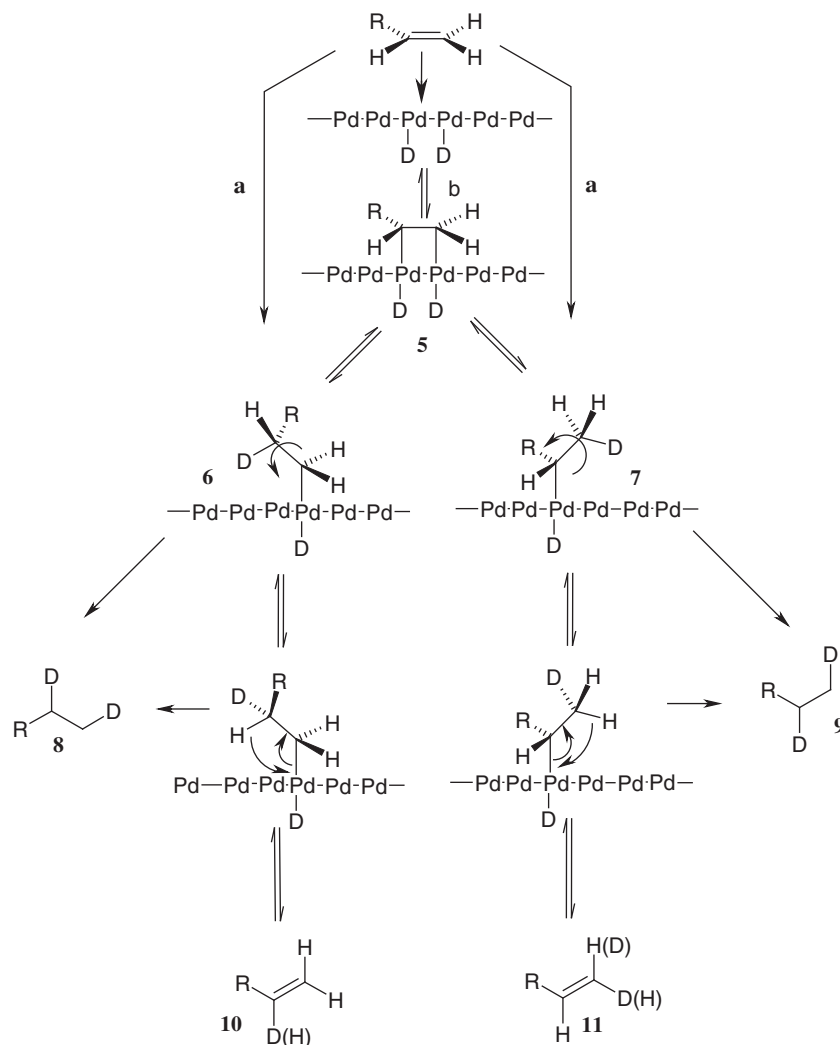 R H
H H
—Pd-Pd-Pd-Pd-Pd-Pd—
D D
a b a
R H
H H
—Pd-Pd-Pd-Pd-Pd-Pd—
D D
5
H R H
D H
6
—Pd-Pd-Pd-Pd-Pd-Pd—
D
H H
R D
H
7
—Pd-Pd-Pd-Pd-Pd-Pd—
D
D
R D
8
D R
H H
H
Pd—Pd-Pd-Pd-Pd-Pd—
D
D H
R H
H
—Pd-Pd-Pd-Pd-Pd-Pd—
D
D
R
D
9
H
R
H
10 D(H)
H(D)
R
D(H)
H
11